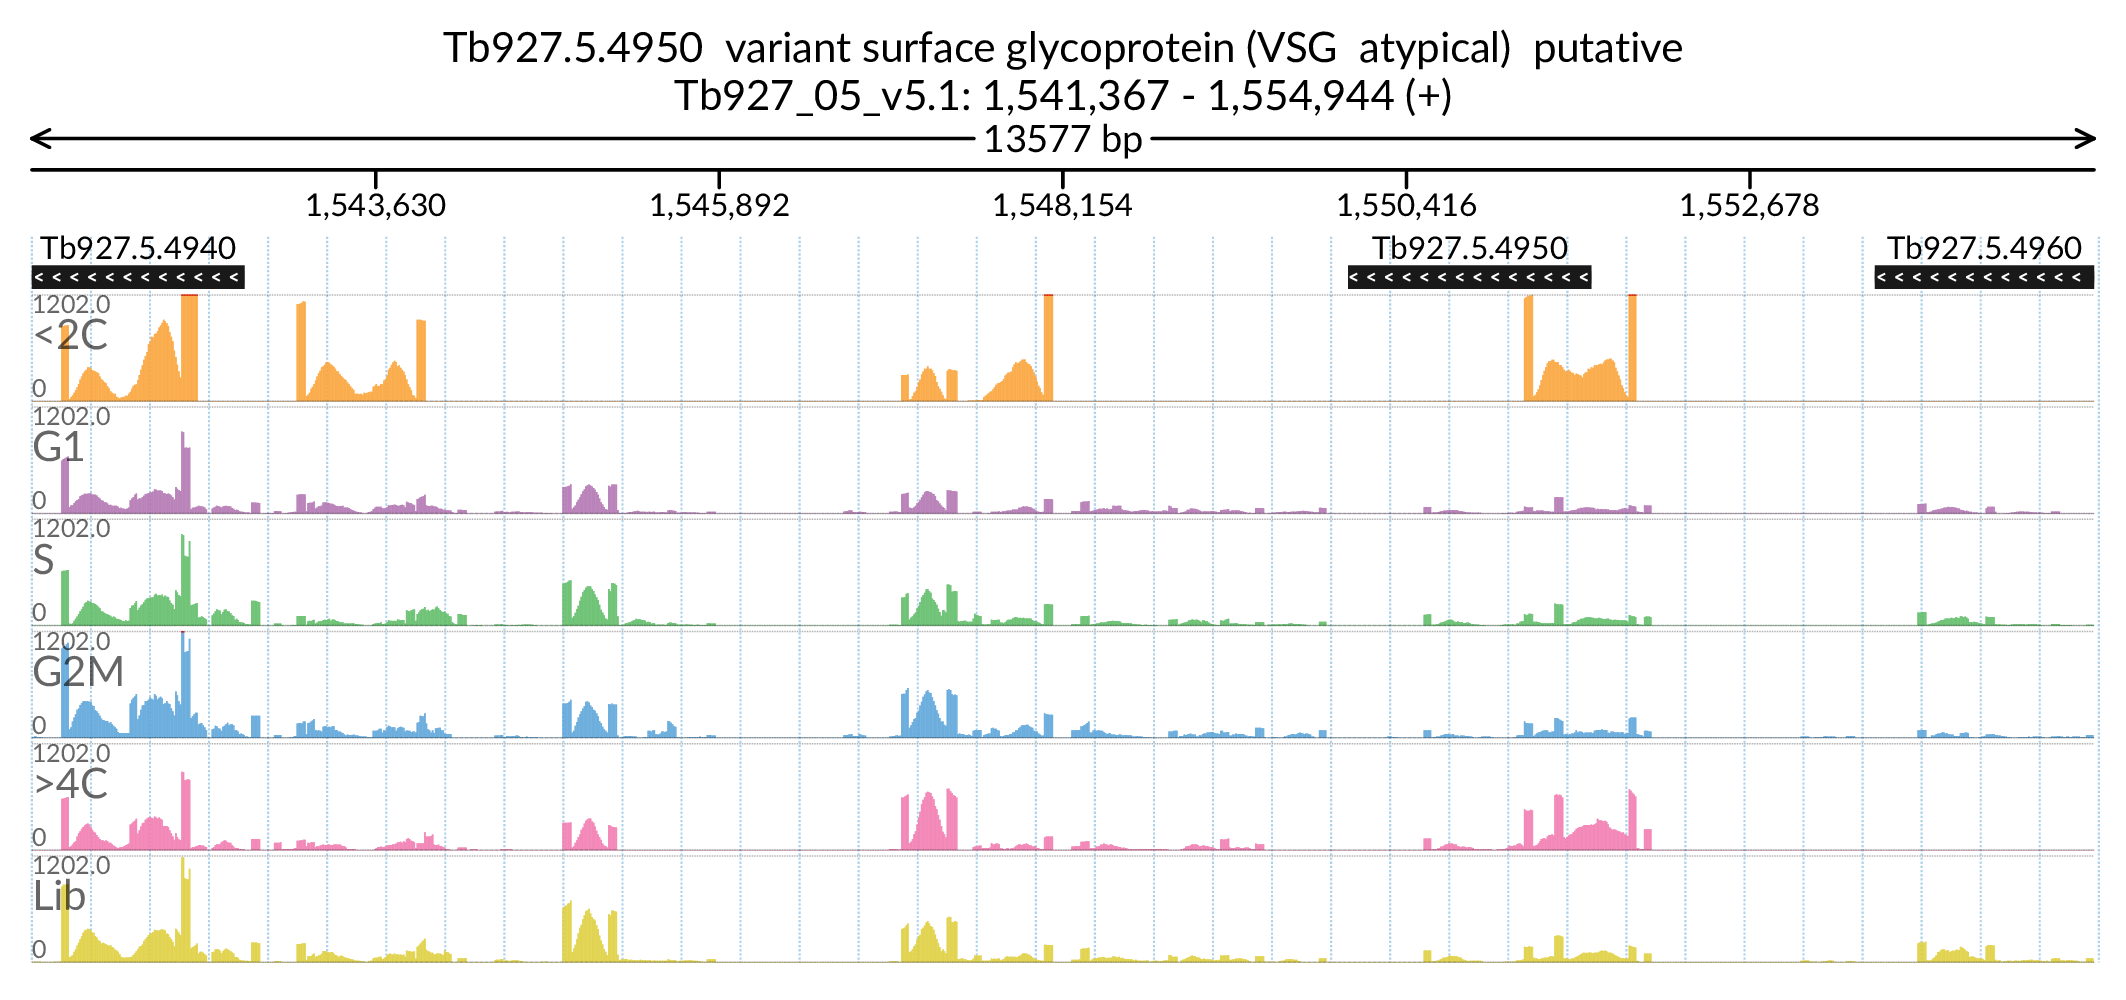 Tb927.5.4950 variant surface glycoprotein (VSG atypical) putative
Tb927_05_v5.1: 1,541,367 - 1,554,944 (+)
13577 bp
1,543,630 1,545,892 1,548,154 1,550,416 1,552,678
Tb927.5.4940 Tb927.5.4950 Tb927.5.4960
1202.0
<2C
0
1202.0
G1
0
1202.0
S
0
1202.0
G2M
0
1202.0
>4C
0
1202.0
Lib
0